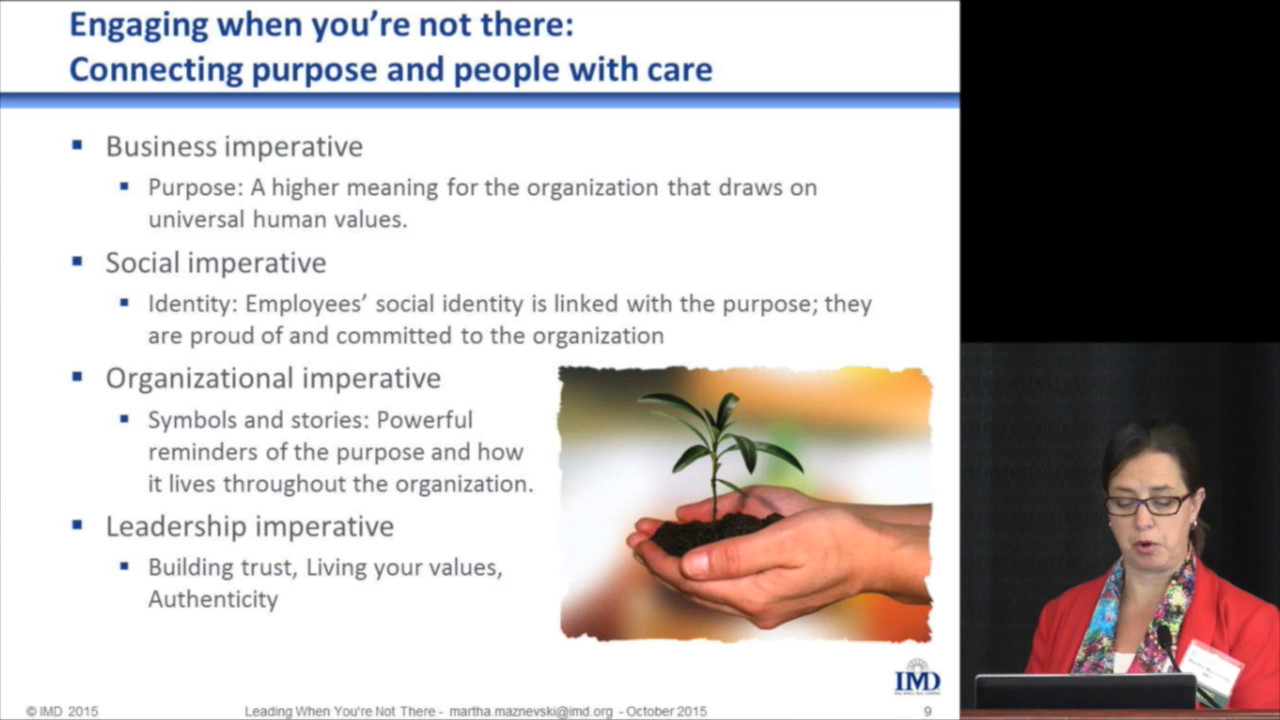 Engaging when you're not there:
Connecting purpose and people with care
Business imperative
Purpose: A higher meaning for the organization that draws on
universal human values.
Social imperative
Identity: Employees' social identity is linked with the purpose; they
are proud of and committed to the organization
Organizational imperative
Symbols and stories: Powerful
reminders of the purpose and how
it lives throughout the organization.
Leadership imperative
Building trust, Living your values,
Authenticity
IMD
© IMD 2015
Leading When You're Not There - martha.maznevski@imd.org - October 2015
9